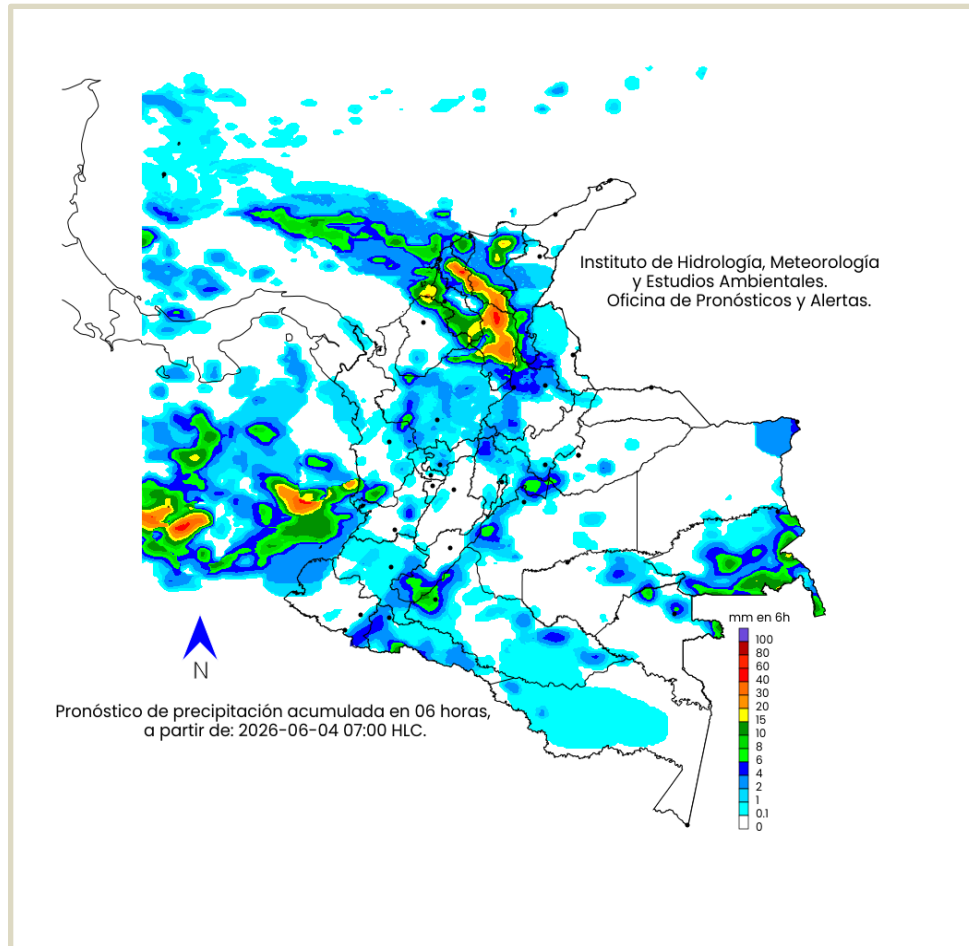 Instituto de Hidrología, Meteorología
y Estudios Ambientales.
Oficina de Pronósticos y Alertas.
mm en 6h
100
80
60
40
30
20
15
10
8
6
4
2
1
0.1
0
N
Pronóstico de precipitación acumulada en 06 horas,
a partir de: 2026-06-04 07:00 HLC.